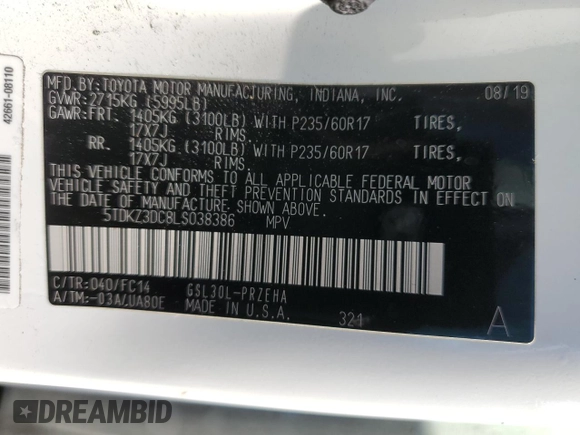 42661-08110
MFD.BY:TOYOTA MOTOR MANUFACTURING, INDIANA, INC. 08/19
GVWR:2715KG (5995LB)
GAWR:FRT. 1405KG (3100LB) WITH P235/60R17 TIRES,
17X7J RIMS,
RR. 1405KG (3100LB) WITH P235/60R17 TIRES,
17X7J RIMS,
THIS VEHICLE CONFORMS TO ALL APPLICABLE FEDERAL MOTOR
VEHICLE SAFETY AND THEFT PREVENTION STANDARDS IN EFFECT ON
THE DATE OF MANUFACTURE SHOWN ABOVE.
5TDKZ3DC8LS038386 MPV
C/TR:040/FC14 GSL30L-PRZEHA
A/TM:-03A/UA80E MADE IN U.S.A. 321 A
DREAMBID